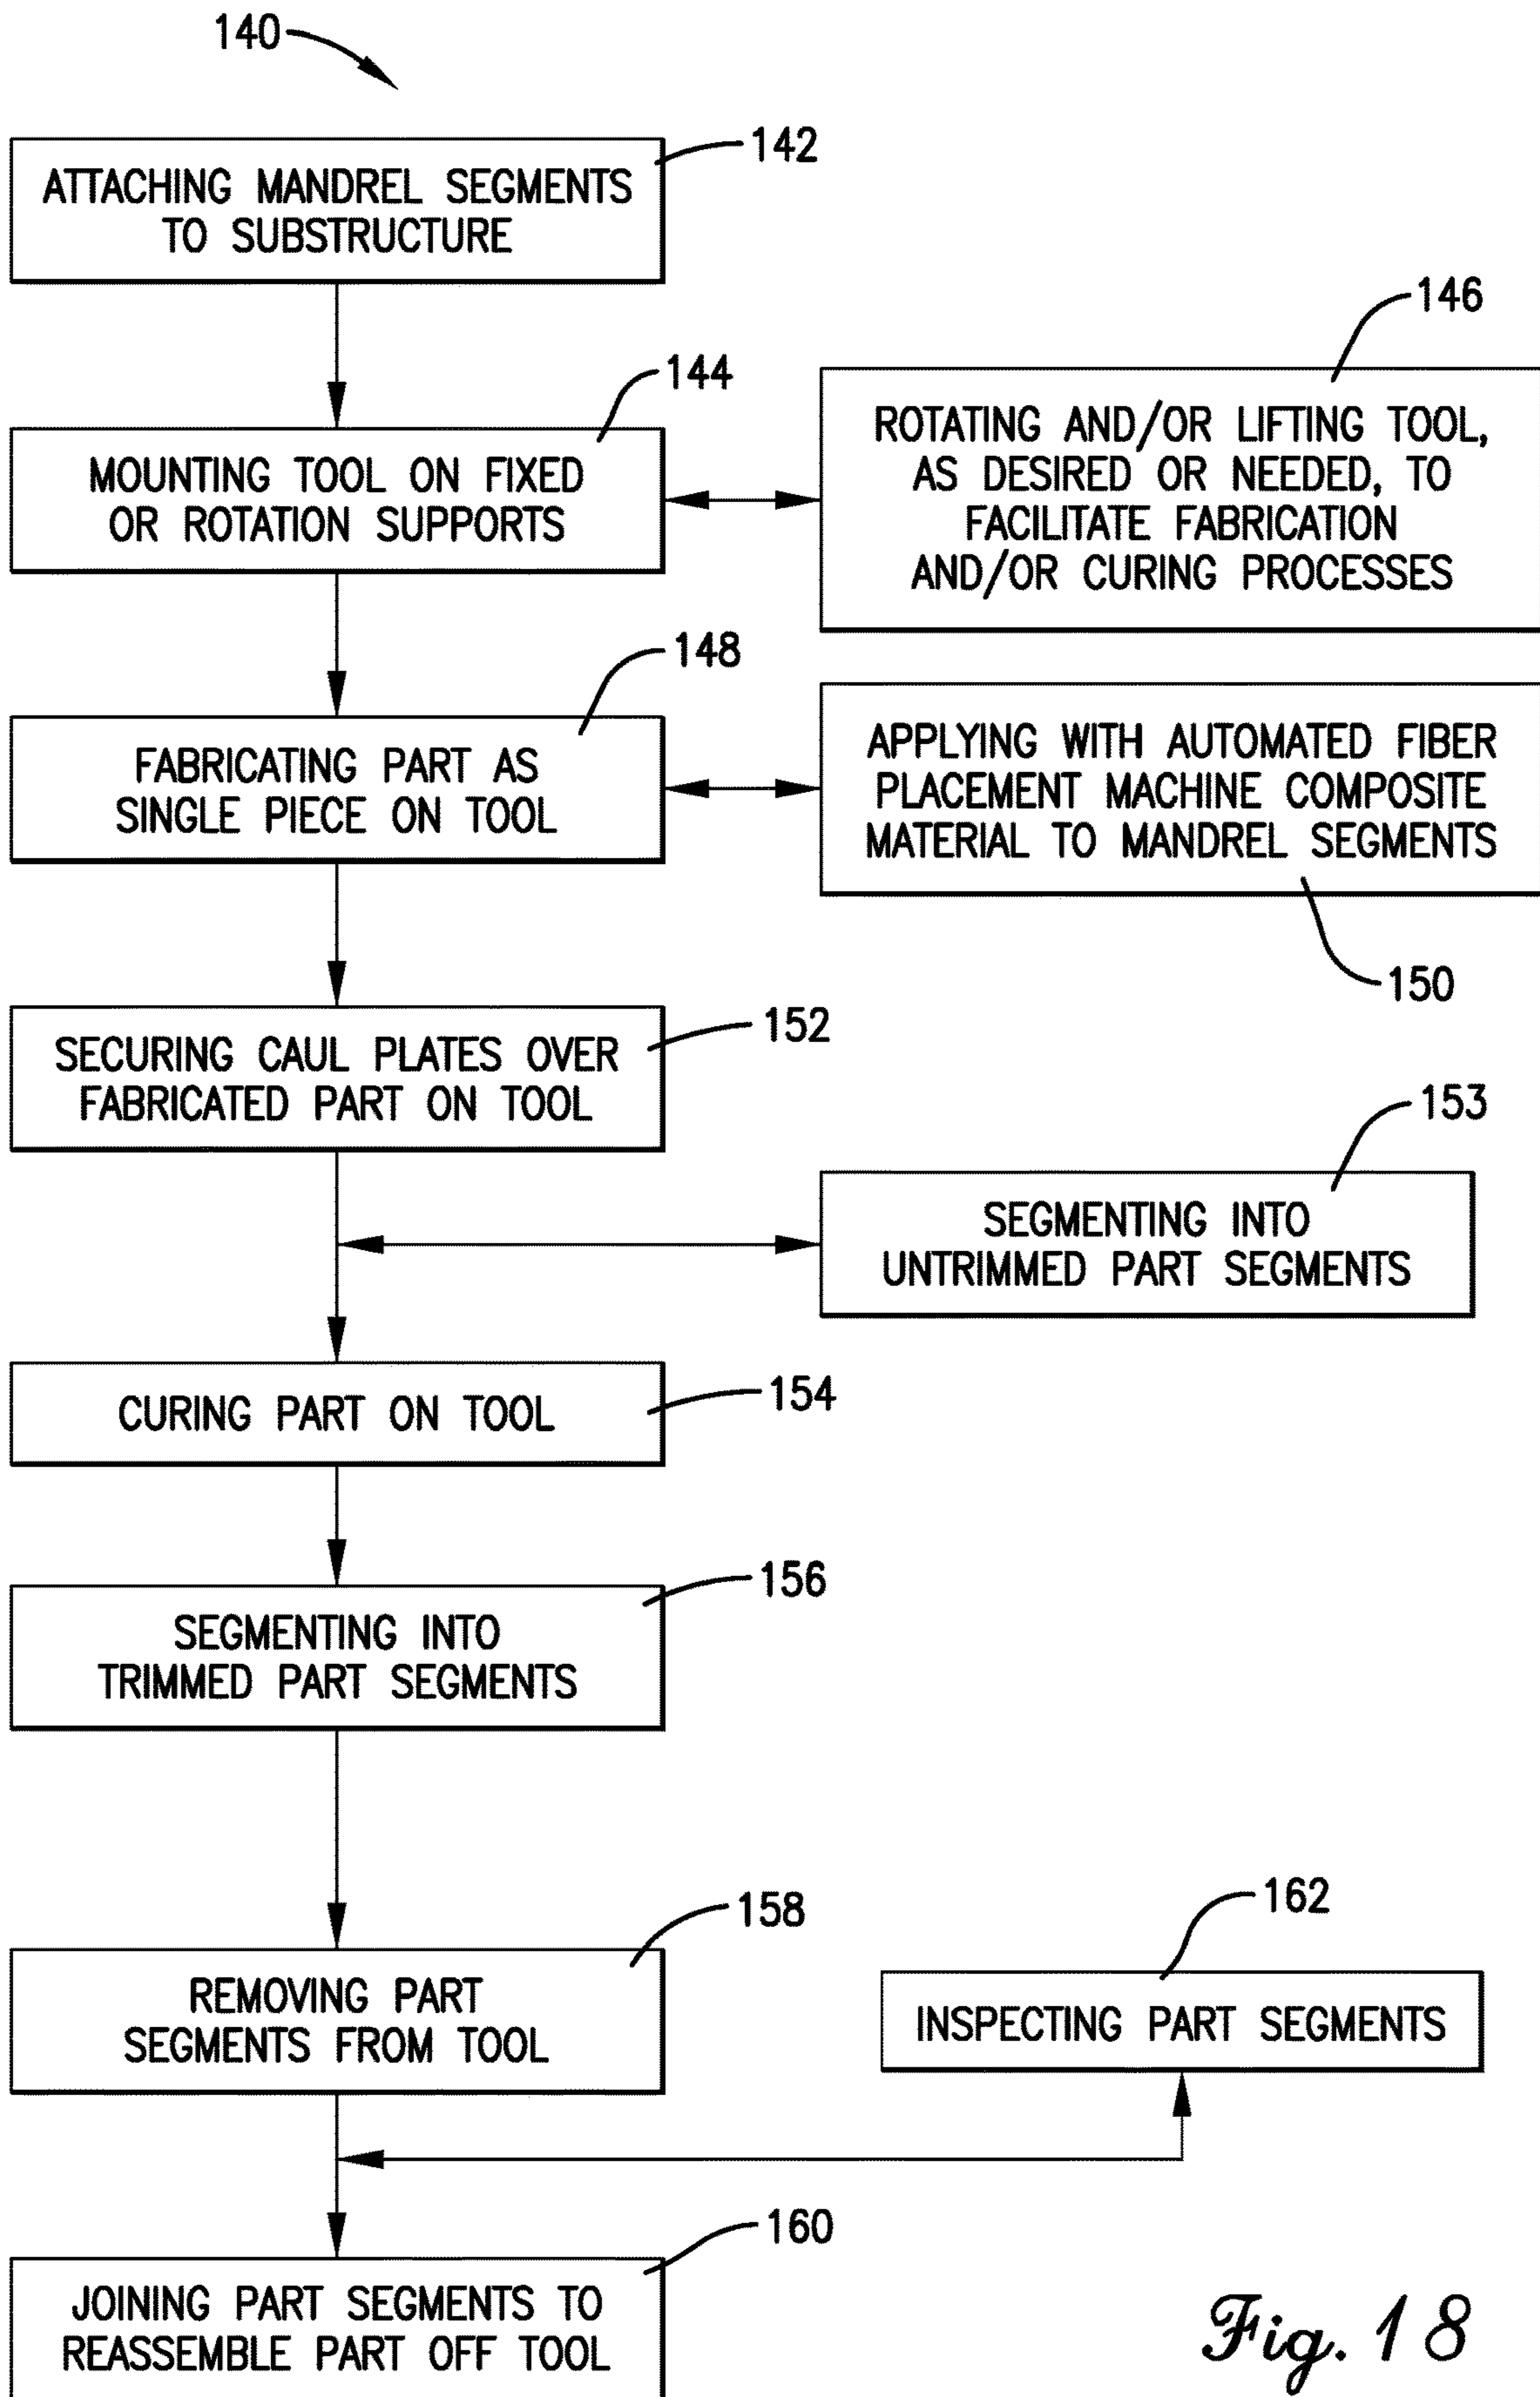 140
142
ATTACHING MANDREL SEGMENTS
TO SUBSTRUCTURE
146
144
MOUNTING TOOL ON FIXED
OR ROTATION SUPPORTS
ROTATING AND/OR LIFTING TOOL,
AS DESIRED OR NEEDED, TO
FACILITATE FABRICATION
AND/OR CURING PROCESSES
148
FABRICATING PART AS
SINGLE PIECE ON TOOL
APPLYING WITH AUTOMATED FIBER
PLACEMENT MACHINE COMPOSITE
MATERIAL TO MANDREL SEGMENTS
150
152
SECURING CAUL PLATES OVER
FABRICATED PART ON TOOL
153
SEGMENTING INTO
UNTRIMMED PART SEGMENTS
154
CURING PART ON TOOL
156
SEGMENTING INTO
TRIMMED PART SEGMENTS
158
REMOVING PART
SEGMENTS FROM TOOL
162
INSPECTING PART SEGMENTS
160
JOINING PART SEGMENTS TO
REASSEMBLE PART OFF TOOL
Fig. 18